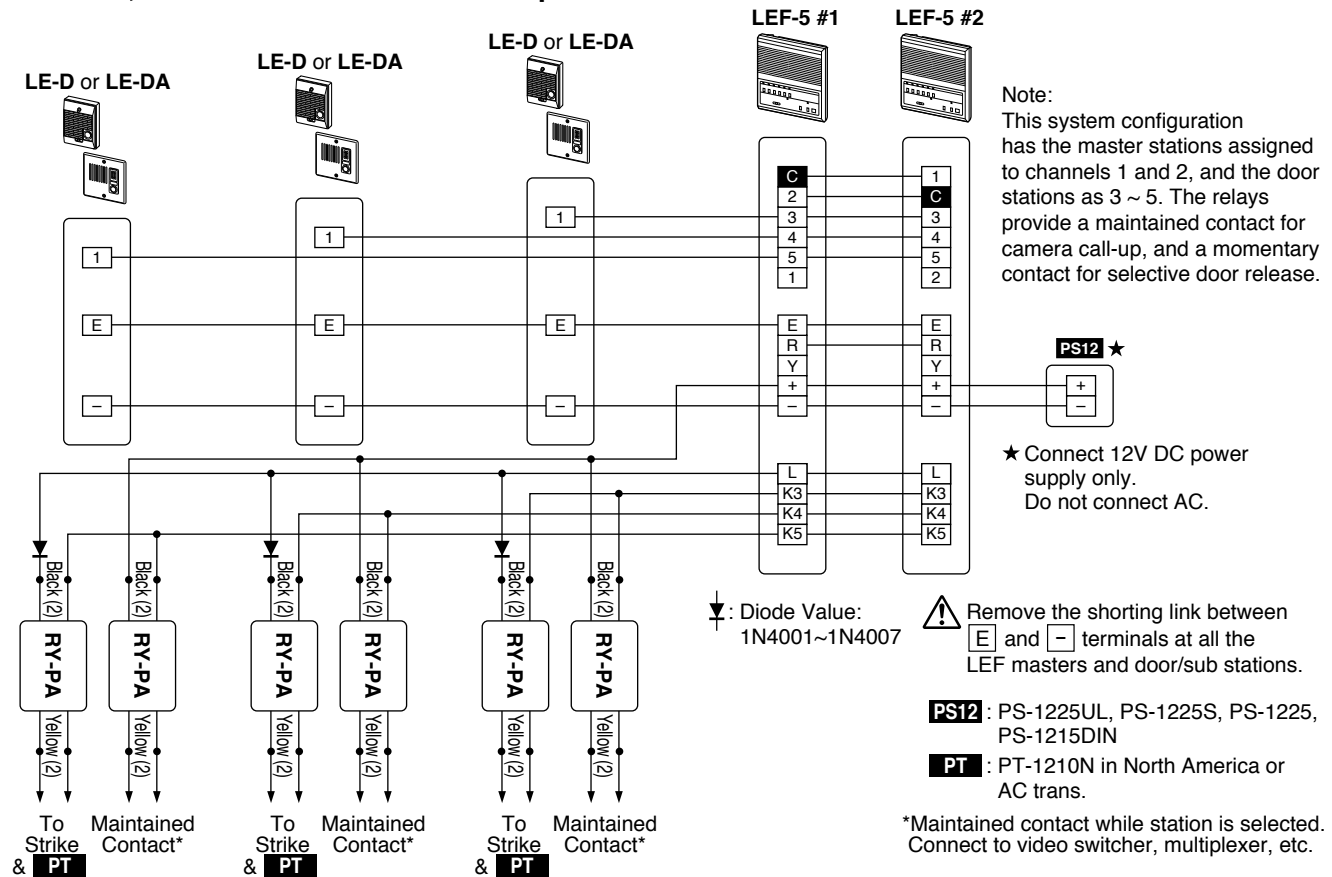 LEF-5 #1
LEF-5 #2
LE-D or LE-DA
LE-D or LE-DA
LE-D or LE-DA
Note:
This system configuration
has the master stations assigned
to channels 1 and 2, and the door
stations as 3 ~ 5. The relays
provide a maintained contact for
camera call-up, and a momentary
contact for selective door release.
C 1
2 C
1 3 3
1 4 4
1 5 5
1 2
E E E E E
R R
Y Y
+ + +
– – – – – –
PS12 ★
★ Connect 12V DC power
supply only.
Do not connect AC.
L L
K3 K3
K4 K4
K5 K5
Black (2)
Black (2)
Black (2)
Black (2)
Black (2)
Black (2)
RY-PA
RY-PA
RY-PA
RY-PA
RY-PA
RY-PA
Yellow (2)
Yellow (2)
Yellow (2)
Yellow (2)
Yellow (2)
Yellow (2)
To
Strike
& PT
Maintained
Contact*
To
Strike
& PT
Maintained
Contact*
To
Strike
& PT
Maintained
Contact*
: Diode Value:
1N4001~1N4007
Remove the shorting link between
E and – terminals at all the
LEF masters and door/sub stations.
PS12 : PS-1225UL, PS-1225S, PS-1225,
PS-1215DIN
PT : PT-1210N in North America or
AC trans.
*Maintained contact while station is selected.
Connect to video switcher, multiplexer, etc.